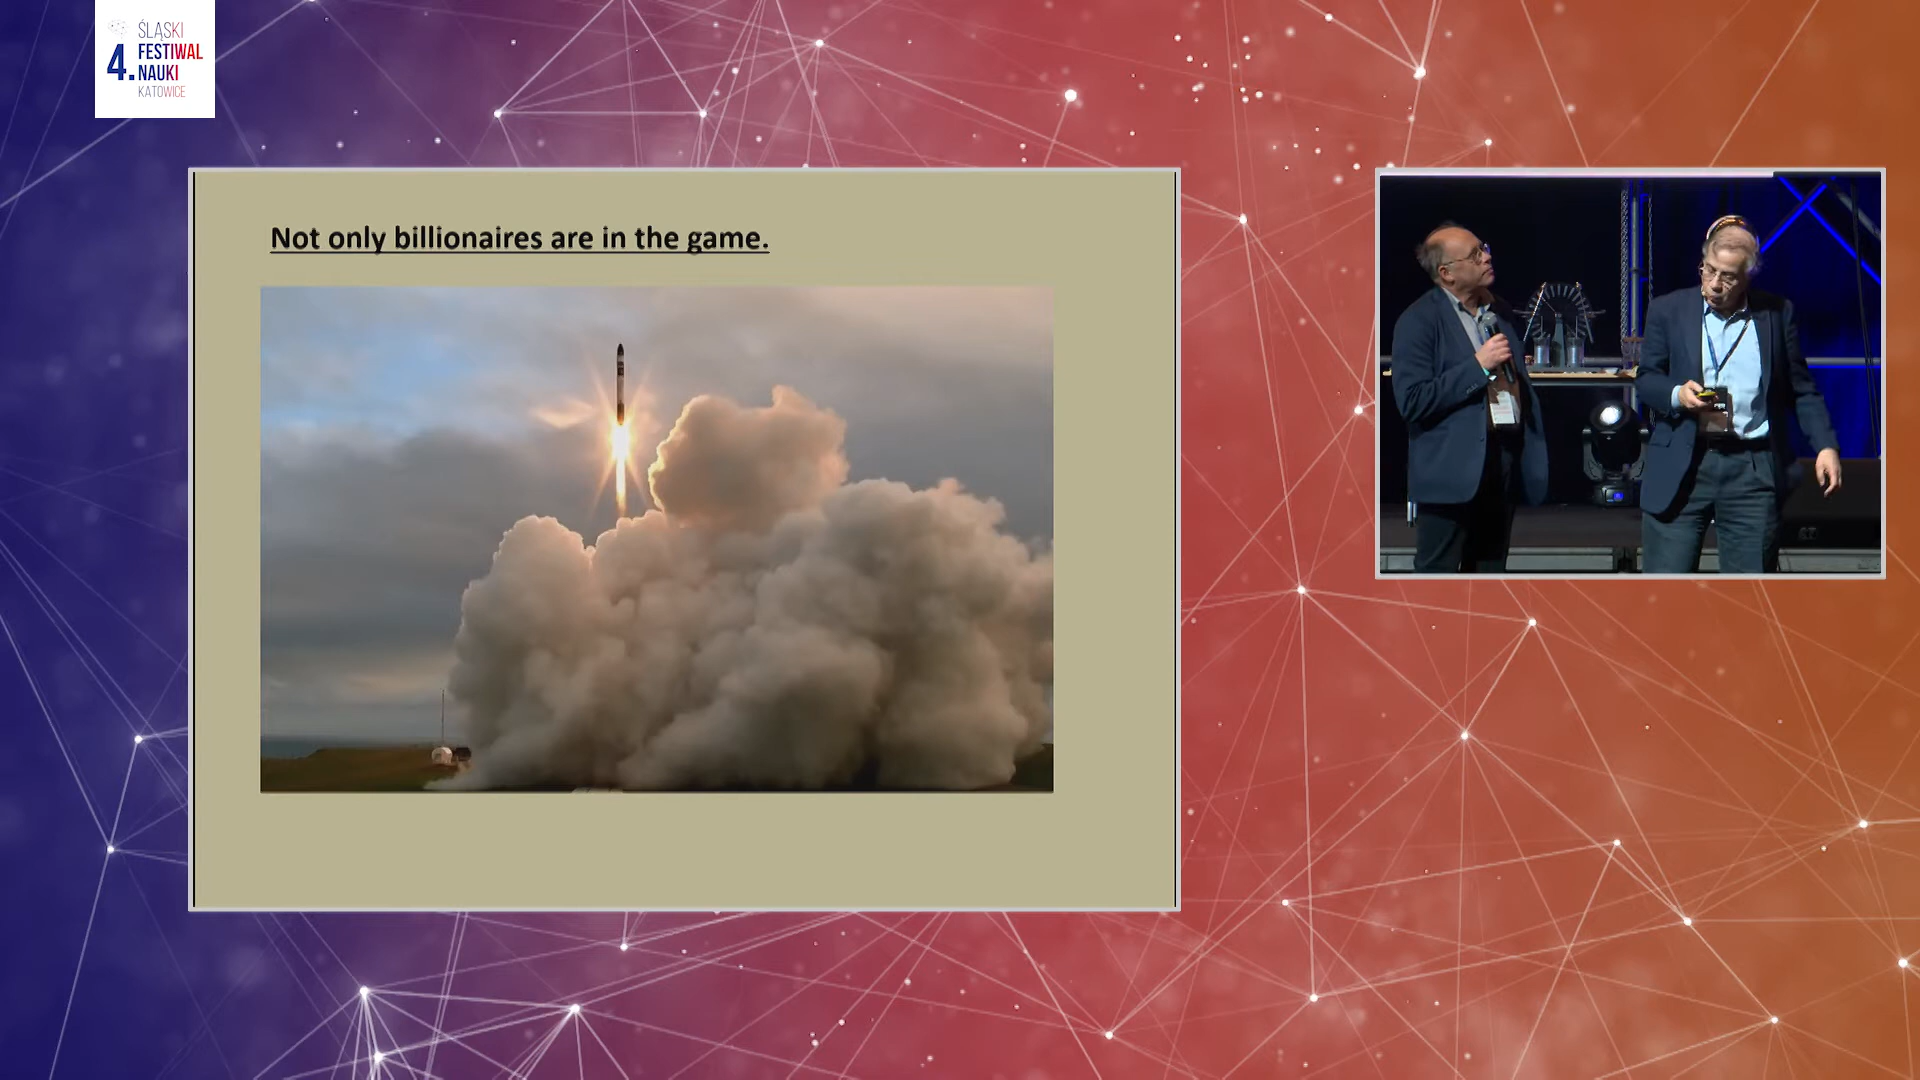 ŚLĄSKI
4. FESTIWAL
NAUKI
KATOWICE
Not only billionaires are in the game.